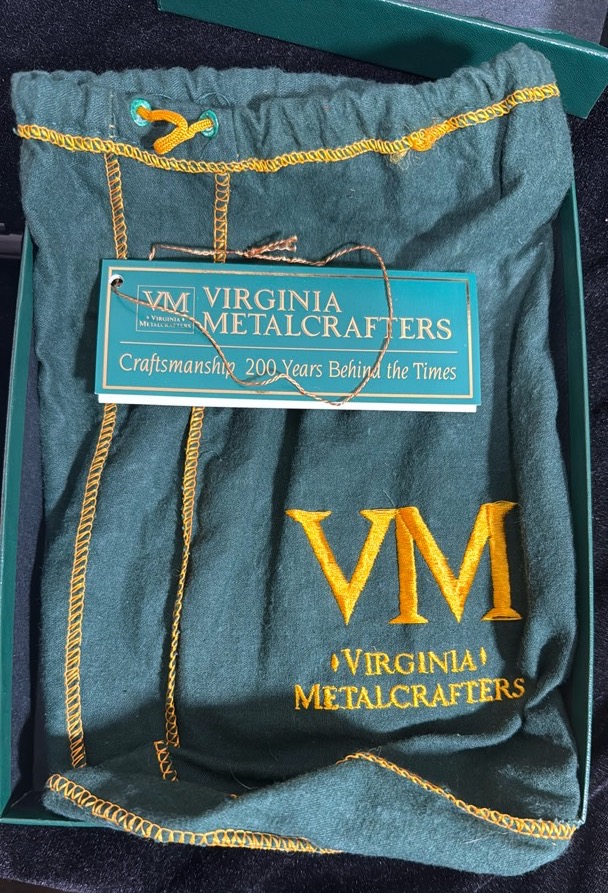 VM
VIRGINIA
METALCRAFTERS
VIRGINIA
METALCRAFTERS
Craftsmanship 200 Years Behind the Times
VM
VIRGINIA
METALCRAFTERS